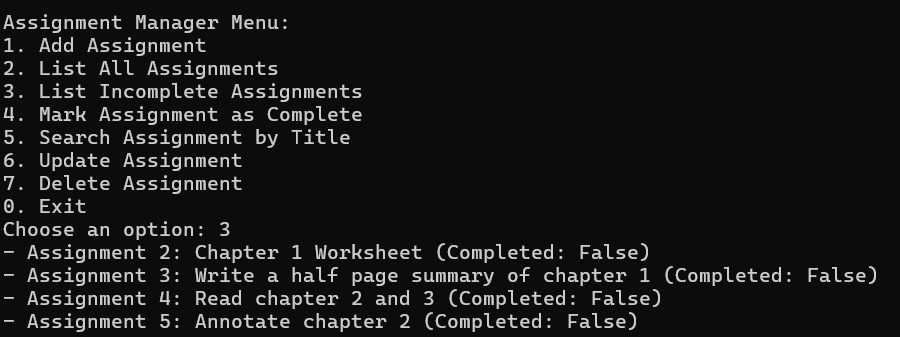 Assignment Manager Menu:
1. Add Assignment
2. List All Assignments
3. List Incomplete Assignments
4. Mark Assignment as Complete
5. Search Assignment by Title
6. Update Assignment
7. Delete Assignment
0. Exit
Choose an option: 3
- Assignment 2: Chapter 1 Worksheet (Completed: False)
- Assignment 3: Write a half page summary of chapter 1 (Completed: False)
- Assignment 4: Read chapter 2 and 3 (Completed: False)
- Assignment 5: Annotate chapter 2 (Completed: False)